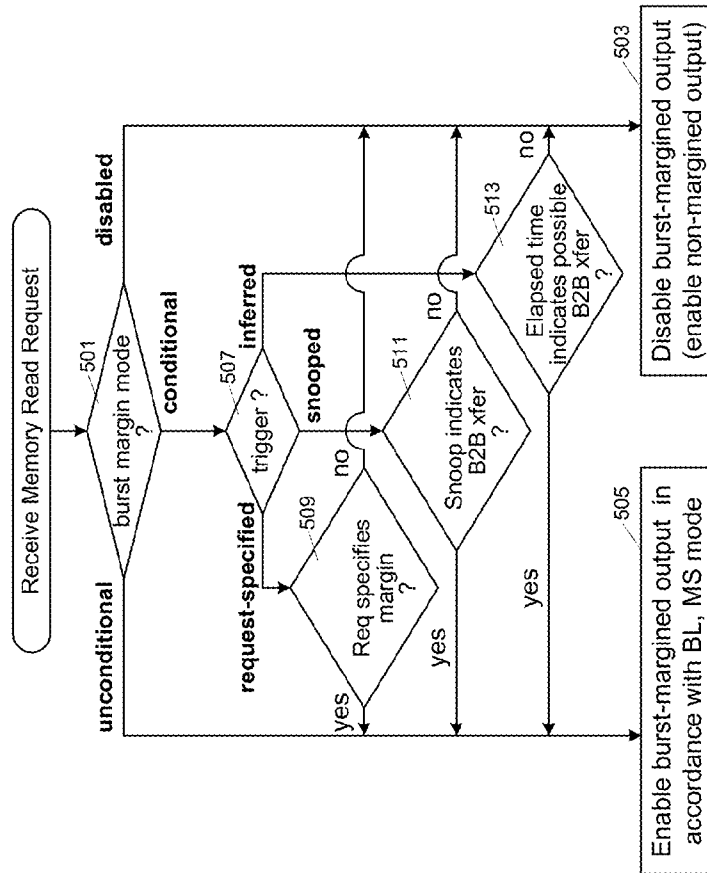 Receive Memory Read Request
501
burst margin mode
?
unconditional
conditional
disabled
507
trigger ?
request-specified
snooped
inferred
509
Req specifies
margin
?
yes
no
511
Snoop indicates
B2B xfer
?
yes
no
513
Elapsed time
indicates possible
B2B xfer
?
yes
no
505
Enable burst-margined output in
accordance with BL, MS mode
503
Disable burst-margined output
(enable non-margined output)